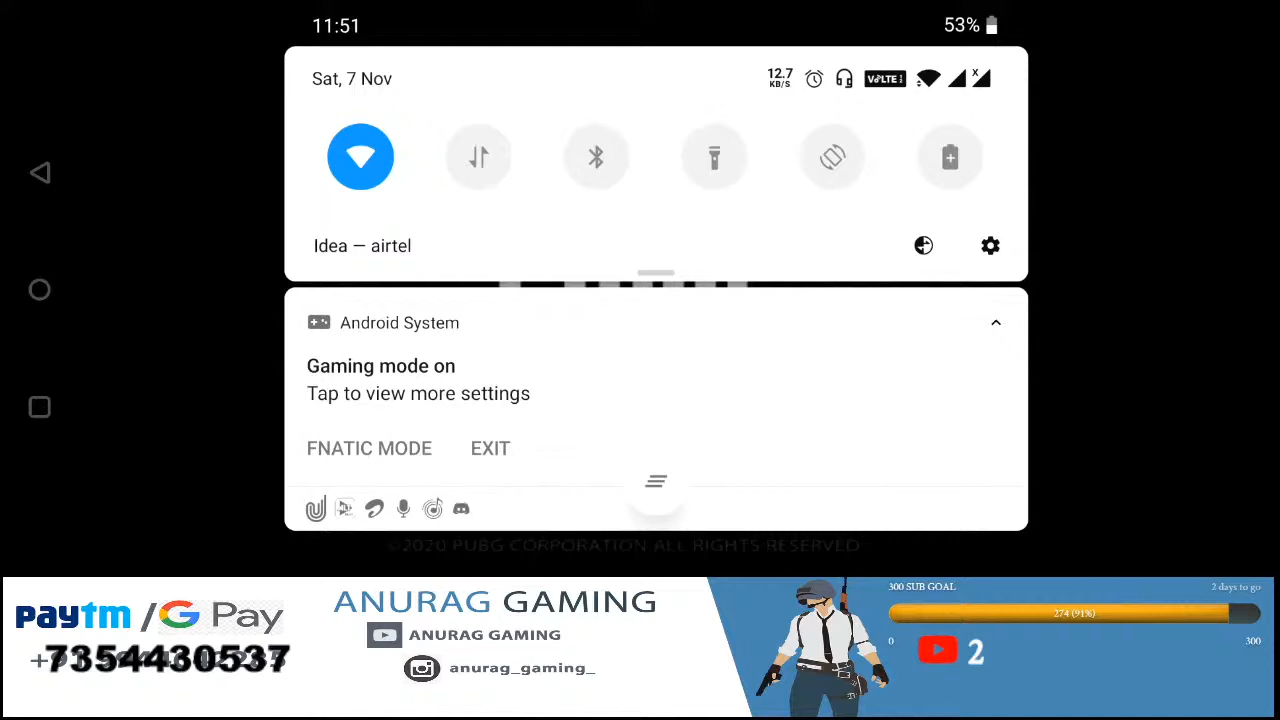 11:51
53%
Sat, 7 Nov
12.7
KB/S
VoLTE
X
Idea — airtel
Android System
Gaming mode on
Tap to view more settings
FNATIC MODE EXIT
©2020 PUBG CORPORATION ALL RIGHTS RESERVED
paytm / G Pay
7354430537
ANURAG GAMING
ANURAG GAMING
anurag_gaming_
300 SUB GOAL
2 days to go
274 (91%)
0
300
2